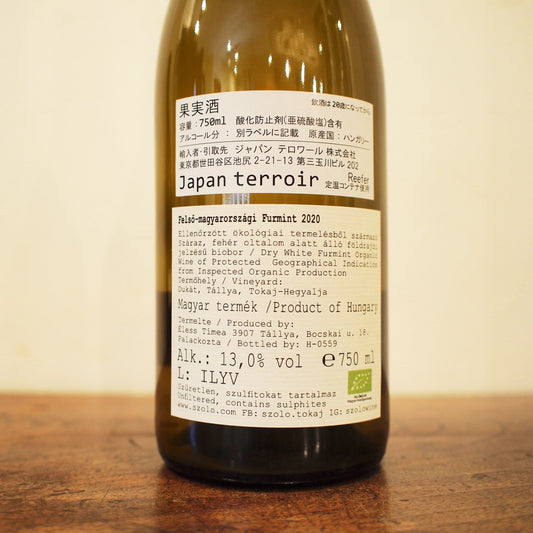 果実酒
飲酒は20歳になってから
容量:750ml 酸化防止剤(亜硫酸塩)含有
アルコール分 : 別ラベルに記載 原産国:ハンガリー
輸入者・引取先 ジャパン テロワール 株式会社
東京都世田谷区池尻 2-21-13 第三玉川ビル 202
Japan terroir
Reefer
定温コンテナ使用
Felső-magyarországi Furmint 2020
Ellenőrzött ökológiai termelésből származó
Száraz, fehér oltalom alatt álló földrajzi
jelzésű biobor / Dry White Furmint Organic
Wine of Protected Geographical Indication
from Inspected Organic Production
Termőhely / Vineyard:
Dukát, Tállya, Tokaj-Hegyalja
Magyar termék /Product of Hungary
Termelte / Produced by:
Éless Timea 3907 Tállya, Bocskai u. 16.
Palackozta / Bottled by: H-0559
Alk.: 13,0% vol ℮750 ml
L: ILYV
Szűretlen, szulfitokat tartalmaz
Unfiltered, contains sulphites
www.szolo.com FB: szolo.tokaj IG: szolowine